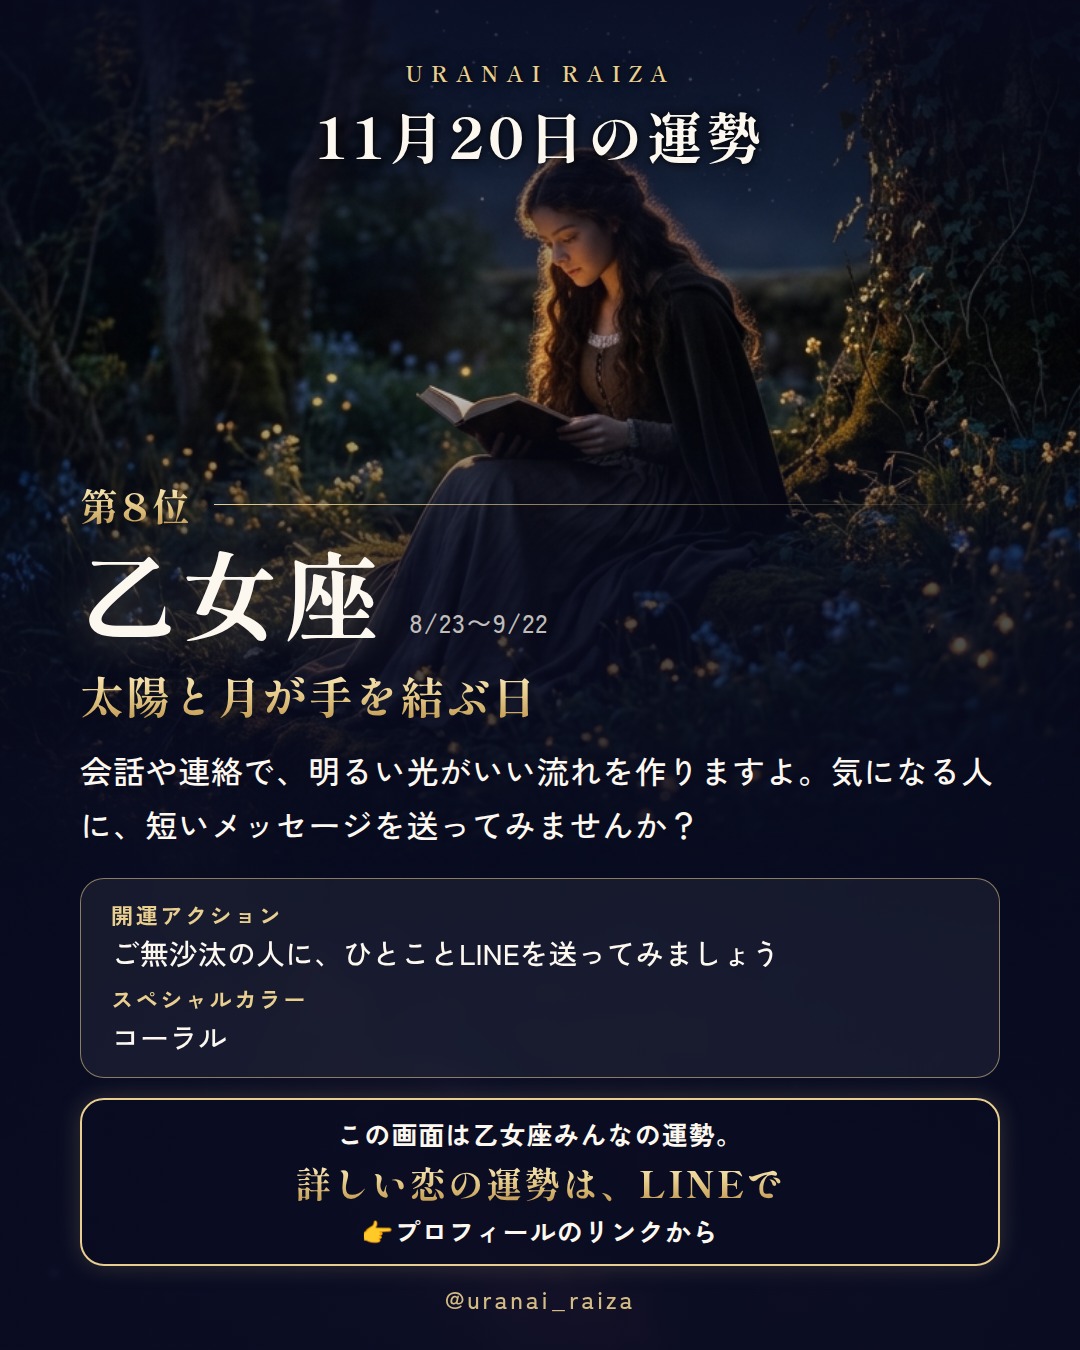 URANAI RAIZA
11月20日の運勢
第8位
乙女座 8/23〜9/22
太陽と月が手を結ぶ日
会話や連絡で、明るい光がいい流れを作りますよ。気になる人
に、短いメッセージを送ってみませんか？
開運アクション
ご無沙汰の人に、ひとことLINEを送ってみましょう
スペシャルカラー
コーラル
この画面は乙女座みんなの運勢。
詳しい恋の運勢は、LINEで
👉プロフィールのリンクから
@uranai_raiza